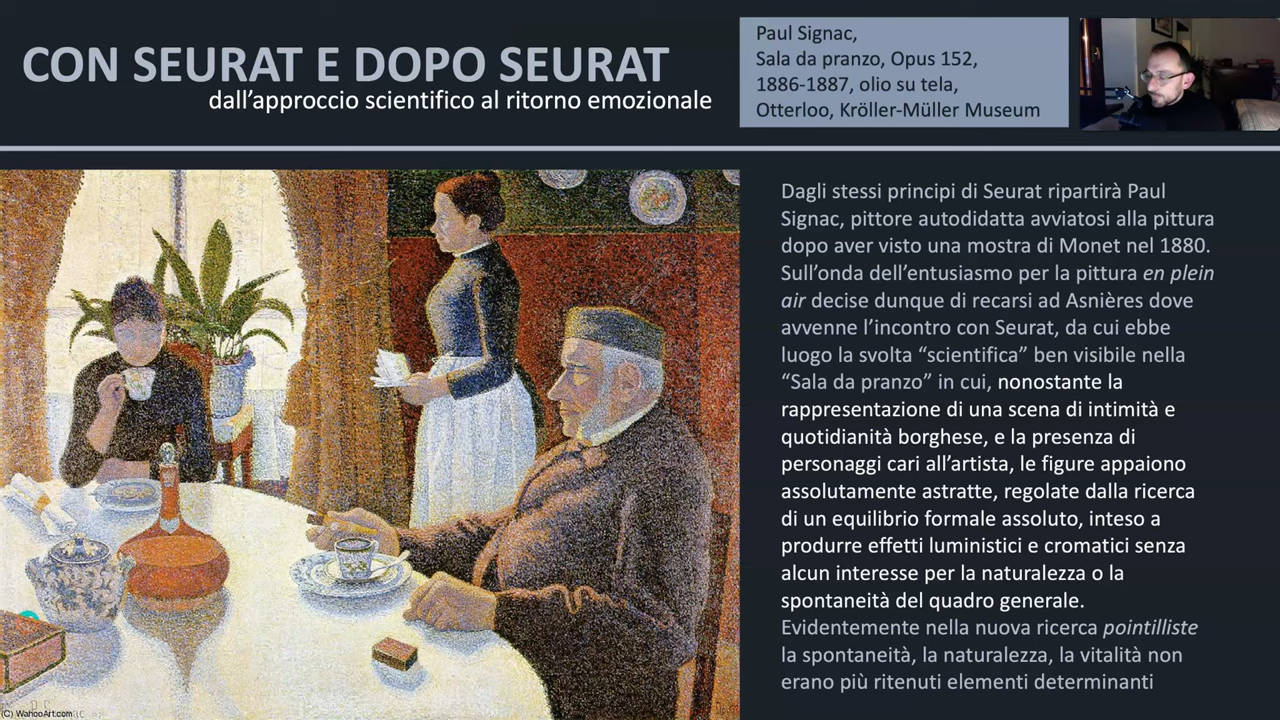 CON SEURAT E DOPO SEURAT
dall'approccio scientifico al ritorno emozionale
Paul Signac,
Sala da pranzo, Opus 152,
1886-1887, olio su tela,
Otterloo, Kröller-Müller Museum
Dagli stessi principi di Seurat ripartirà Paul
Signac, pittore autodidatta avviatosi alla pittura
dopo aver visto una mostra di Monet nel 1880.
Sull'onda dell'entusiasmo per la pittura en plein
air decise dunque di recarsi ad Asnières dove
avvenne l'incontro con Seurat, da cui ebbe
luogo la svolta “scientifica” ben visibile nella
“Sala da pranzo” in cui, nonostante la
rappresentazione di una scena di intimità e
quotidianità borghese, e la presenza di
personaggi cari all'artista, le figure appaiono
assolutamente astratte, regolate dalla ricerca
di un equilibrio formale assoluto, inteso a
produrre effetti luministici e cromatici senza
alcun interesse per la naturalezza o la
spontaneità del quadro generale.
Evidentemente nella nuova ricerca pointilliste
la spontaneità, la naturalezza, la vitalità non
erano più ritenuti elementi determinanti
(C) WahooArt.com